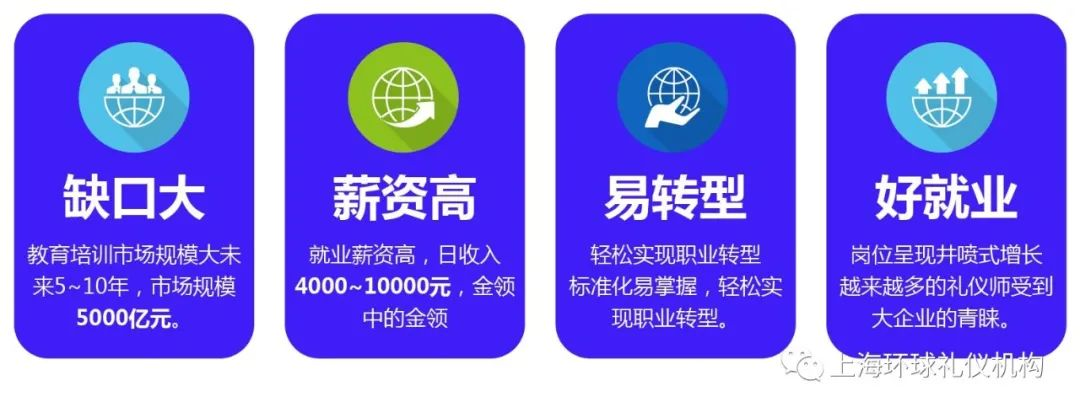 缺口大
教育培训市场规模大未
来5~10年，市场规模
5000亿元。
薪资高
就业薪资高，日收入
4000~10000元，金领
中的金领
易转型
轻松实现职业转型
标准化易掌握，轻松实
现职业转型。
好就业
岗位呈现井喷式增长
越来越多的礼仪师受到
大企业的青睐。
上海环球礼仪机构